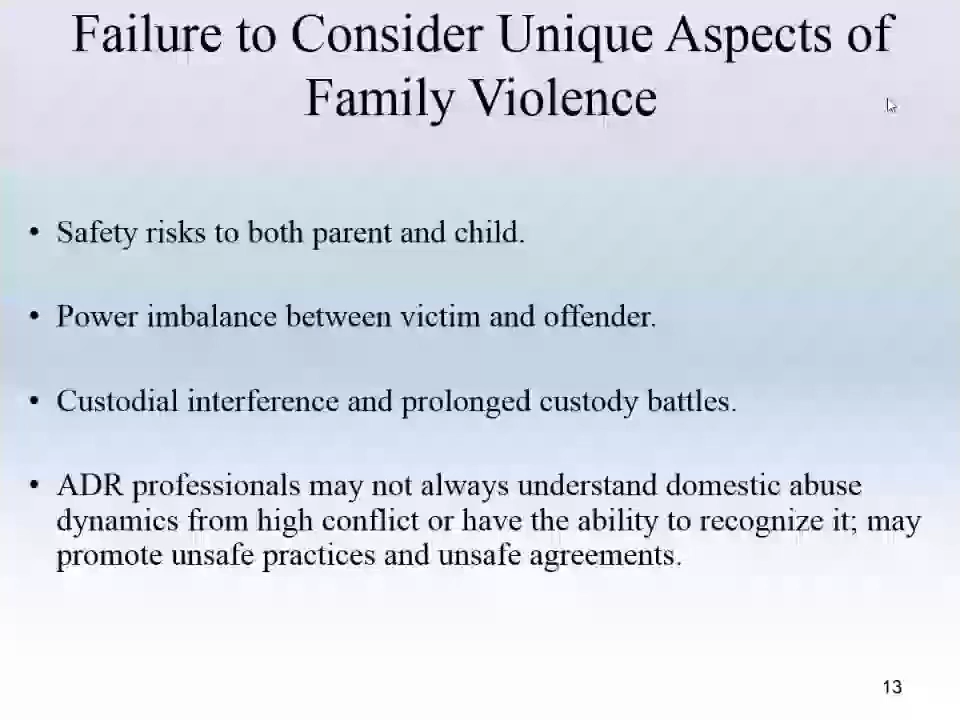 Failure to Consider Unique Aspects of
Family Violence
• Safety risks to both parent and child.
• Power imbalance between victim and offender.
• Custodial interference and prolonged custody battles.
• ADR professionals may not always understand domestic abuse
dynamics from high conflict or have the ability to recognize it; may
promote unsafe practices and unsafe agreements.
13